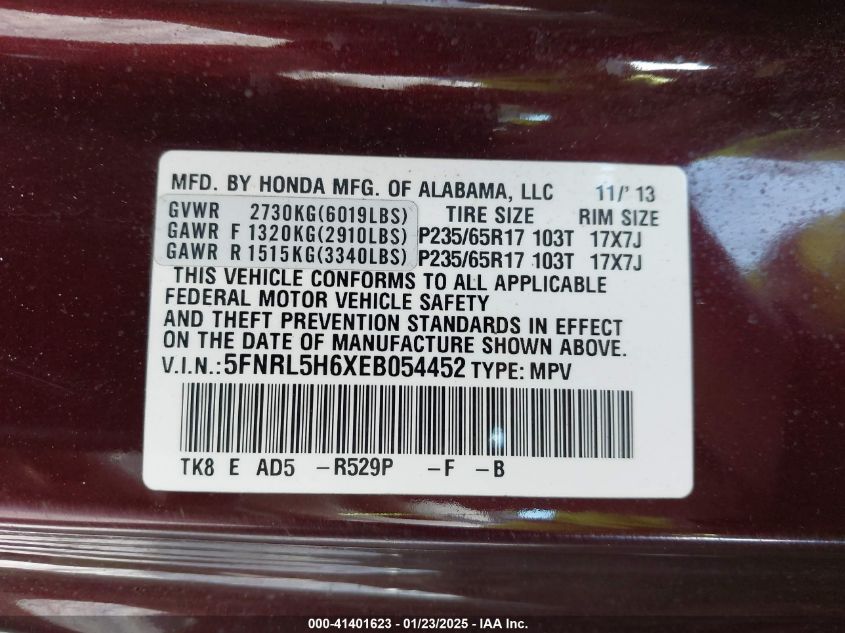 MFD. BY HONDA MFG. OF ALABAMA, LLC 11/'13
GVWR 2730KG(6019LBS) TIRE SIZE RIM SIZE
GAWR F 1320KG(2910LBS) P235/65R17 103T 17X7J
GAWR R 1515KG(3340LBS) P235/65R17 103T 17X7J
THIS VEHICLE CONFORMS TO ALL APPLICABLE
FEDERAL MOTOR VEHICLE SAFETY
AND THEFT PREVENTION STANDARDS IN EFFECT
ON THE DATE OF MANUFACTURE SHOWN ABOVE.
V.I.N.: 5FNRL5H6XEB054452 TYPE: MPV
TK8 E AD5 -R529P -F -B
000-41401623 - 01/23/2025 - IAA Inc.